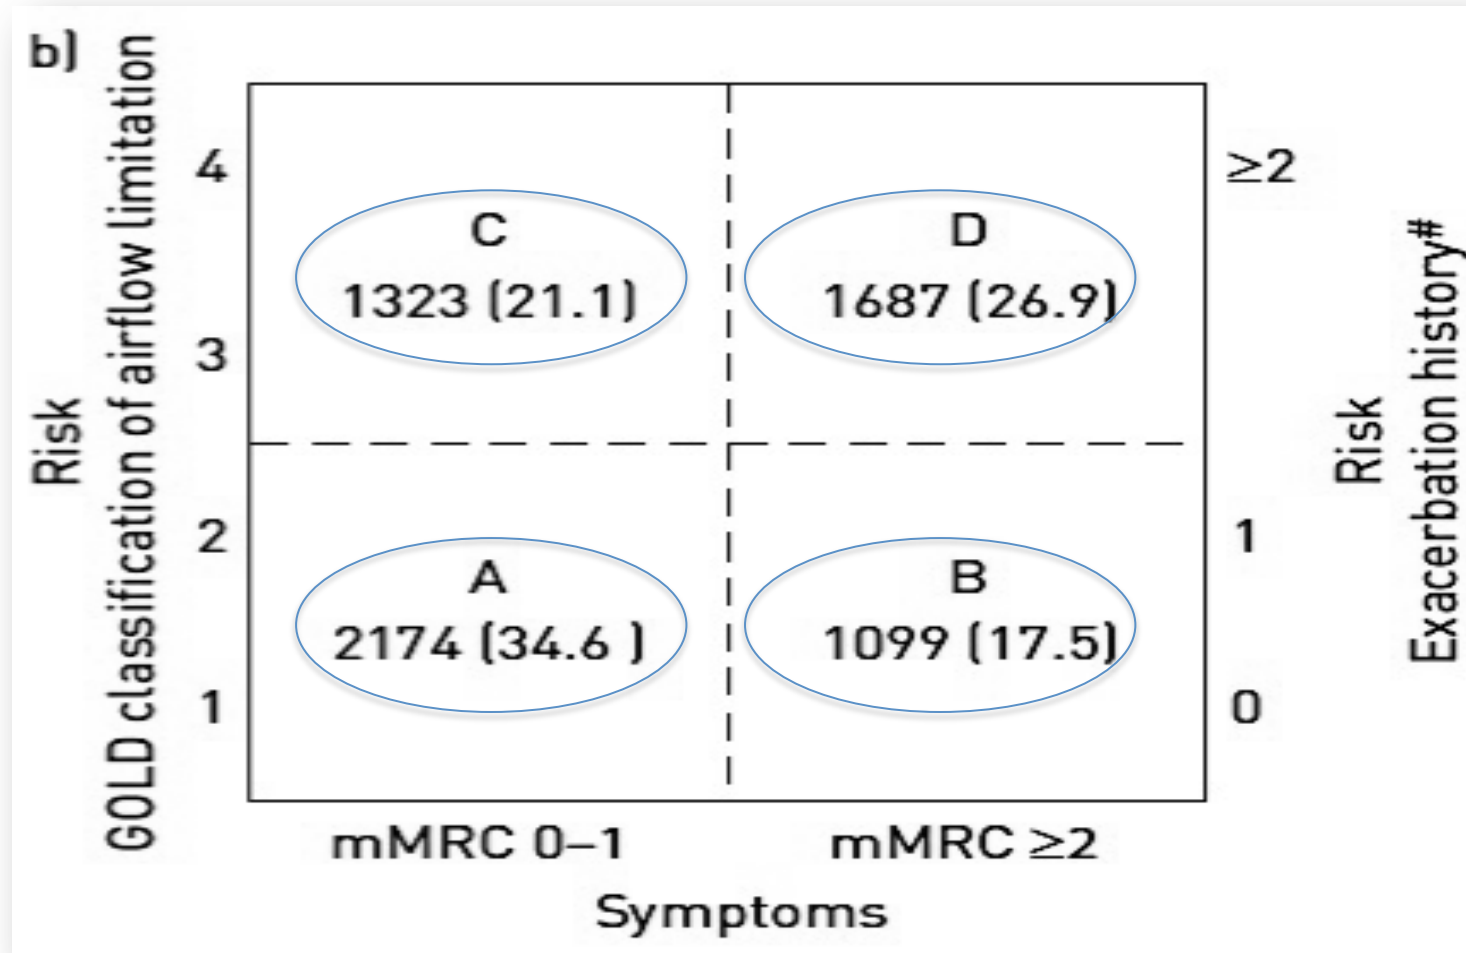 b)
Risk
GOLD classification of airflow limitation
4
3
2
1
C
1323 (21.1)
D
1687 (26.9)
A
2174 (34.6 )
B
1099 (17.5)
≥2
1
0
Risk
Exacerbation history#
mMRC 0–1
mMRC ≥2
Symptoms